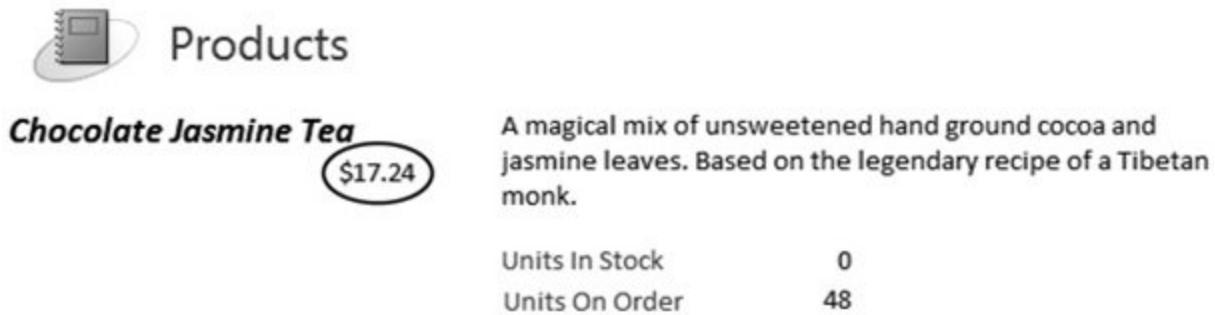 Products
Chocolate Jasmine Tea
$17.24
A magical mix of unsweetened hand ground cocoa and
jasmine leaves. Based on the legendary recipe of a Tibetan
monk.
Units In Stock 0
Units On Order 48